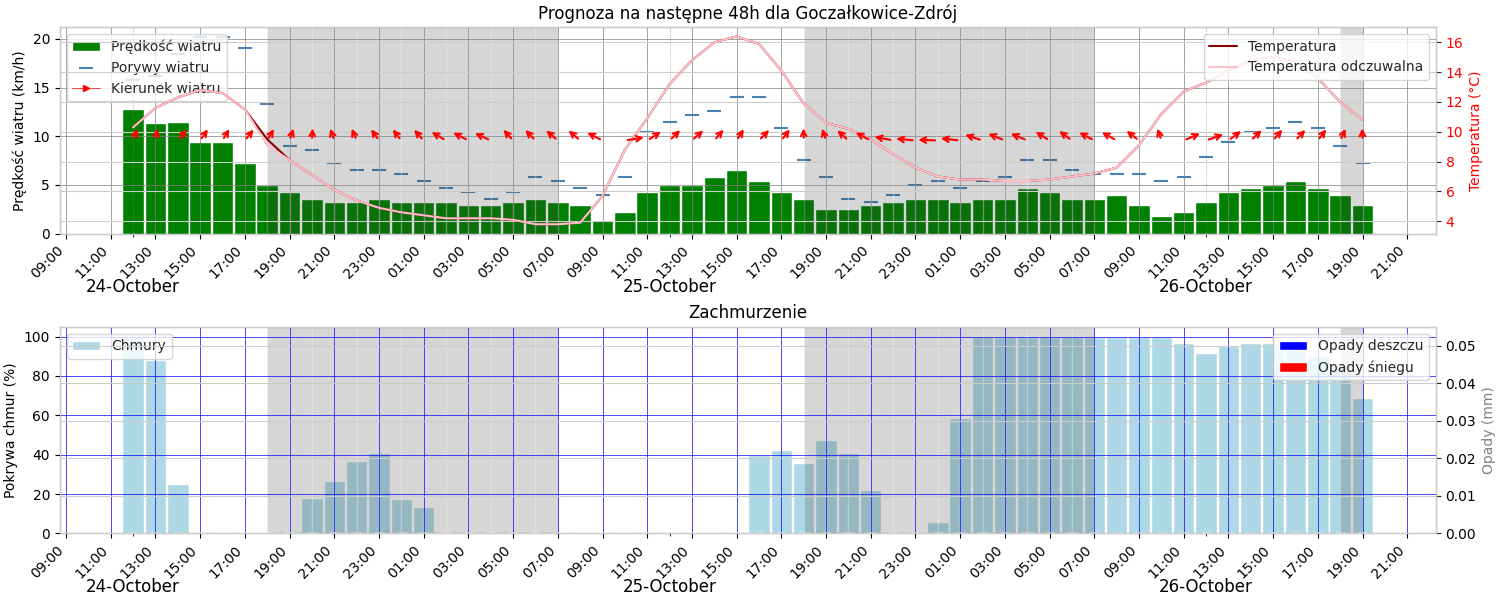 Prognoza na następne 48h dla Goczałkowice-Zdrój
Prędkość wiatru (km/h)
20
15
10
5
0
Prędkość wiatru
Porywy wiatru
Kierunek wiatru
Temperatura
Temperatura odczuwalna
16
14
12
10
8
6
4
Temperatura (°C)
09:00 11:00 13:00 15:00 17:00 19:00 21:00 23:00 01:00 03:00 05:00 07:00 09:00 11:00 13:00 15:00 17:00 19:00 21:00 23:00 01:00 03:00 05:00 07:00 09:00 11:00 13:00 15:00 17:00 19:00 21:00
24-October 25-October 26-October
Zachmurzenie
Pokrywa chmur (%)
100
80
60
40
20
0
Chmury
Opady deszczu
Opady śniegu
0.05
0.04
0.03
0.02
0.01
0.00
Opady (mm)
09:00 11:00 13:00 15:00 17:00 19:00 21:00 23:00 01:00 03:00 05:00 07:00 09:00 11:00 13:00 15:00 17:00 19:00 21:00 23:00 01:00 03:00 05:00 07:00 09:00 11:00 13:00 15:00 17:00 19:00 21:00
24-October 25-October 26-October